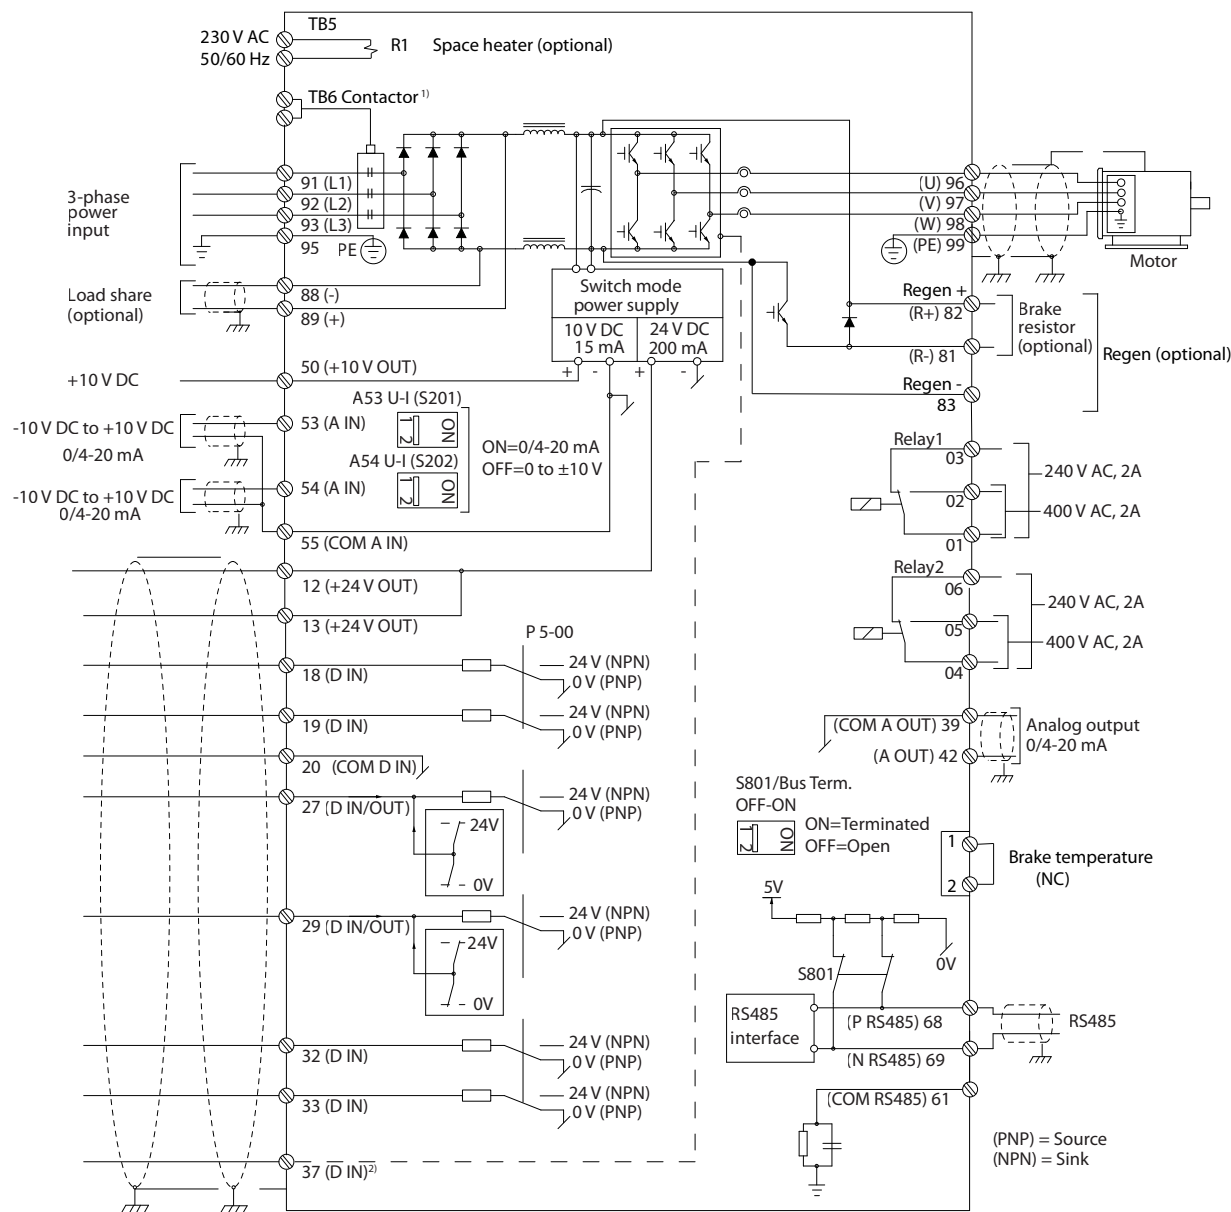 TB5
230 V AC
50/60 Hz
R1
Space heater (optional)
TB6 Contactor 1)
3-phase
power
input
91 (L1)
92 (L2)
93 (L3)
95
PE
(U) 96
(V) 97
(W) 98
(PE) 99
Motor
Load share
(optional)
88 (-)
89 (+)
Switch mode
power supply
10 V DC
15 mA
24 V DC
200 mA
+
-
+
-
Regen +
(R+) 82
Brake
resistor
(optional)
(R-) 81
Regen -
83
Regen (optional)
+10 V DC
50 (+10 V OUT)
A53 U-I (S201)
1 2
ON
A54 U-I (S202)
1 2
ON
ON=0/4-20 mA
OFF=0 to ±10 V
-10 V DC to +10 V DC
0/4-20 mA
53 (A IN)
-10 V DC to +10 V DC
0/4-20 mA
54 (A IN)
55 (COM A IN)
Relay1
03
02
01
240 V AC, 2A
400 V AC, 2A
Relay2
06
05
04
240 V AC, 2A
400 V AC, 2A
12 (+24 V OUT)
13 (+24 V OUT)
P 5-00
18 (D IN)
24 V (NPN)
0 V (PNP)
19 (D IN)
24 V (NPN)
0 V (PNP)
20 (COM D IN)
27 (D IN/OUT)
24 V (NPN)
0 V (PNP)
24V
0V
29 (D IN/OUT)
24 V (NPN)
0 V (PNP)
24V
0V
32 (D IN)
24 V (NPN)
0 V (PNP)
33 (D IN)
24 V (NPN)
0 V (PNP)
37 (D IN) 2)
(COM A OUT) 39
(A OUT) 42
Analog output
0/4-20 mA
S801/Bus Term.
OFF-ON
1 2
ON
ON=Terminated
OFF=Open
1
2
Brake temperature
(NC)
5V
0V
S801
RS485
interface
(P RS485) 68
(N RS485) 69
RS485
(COM RS485) 61
(PNP) = Source
(NPN) = Sink